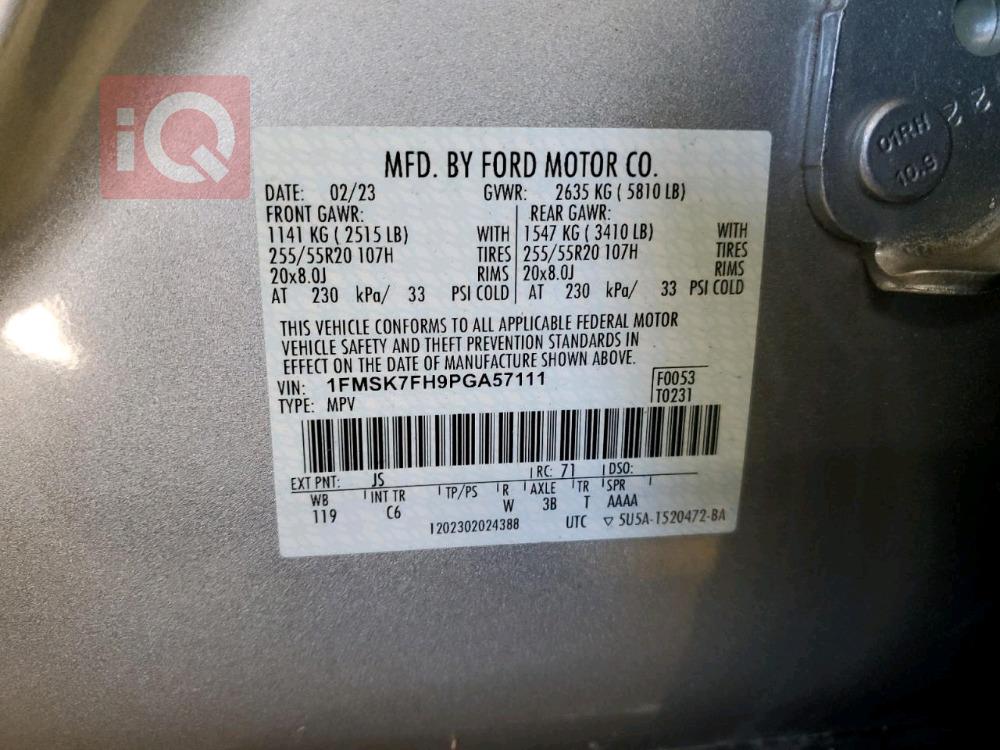 iQ
MFD. BY FORD MOTOR CO.
DATE: 02/23 GVWR: 2635 KG ( 5810 LB)
FRONT GAWR: REAR GAWR:
1141 KG ( 2515 LB) WITH 1547 KG ( 3410 LB) WITH
255/55R20 107H TIRES 255/55R20 107H TIRES
20x8.0J RIMS 20x8.0J RIMS
AT 230 kPa/ 33 PSI COLD AT 230 kPa/ 33 PSI COLD
THIS VEHICLE CONFORMS TO ALL APPLICABLE FEDERAL MOTOR
VEHICLE SAFETY AND THEFT PREVENTION STANDARDS IN
EFFECT ON THE DATE OF MANUFACTURE SHOWN ABOVE.
VIN: 1FMSK7FH9PGA57111 F0053
TYPE: MPV T0231
EXT PNT: JS RC: 71 DSO:
WB INT TR TP/PS R AXLE TR SPR
119 C6 W 3B T AAAA
1202302024388 UTC ▽ 5U5A-1520472-BA
01RH
10.9
2 2